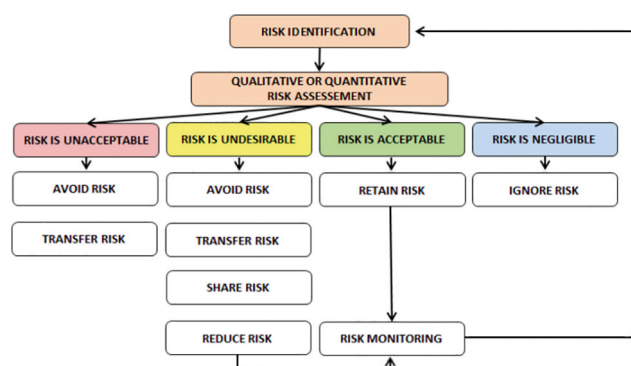 RISK IDENTIFICATION
QUALITATIVE OR QUANTITATIVE
RISK ASSESSEMENT
RISK IS UNACCEPTABLE
RISK IS UNDESIRABLE
RISK IS ACCEPTABLE
RISK IS NEGLIGIBLE
AVOID RISK
AVOID RISK
RETAIN RISK
IGNORE RISK
TRANSFER RISK
TRANSFER RISK
SHARE RISK
REDUCE RISK
RISK MONITORING